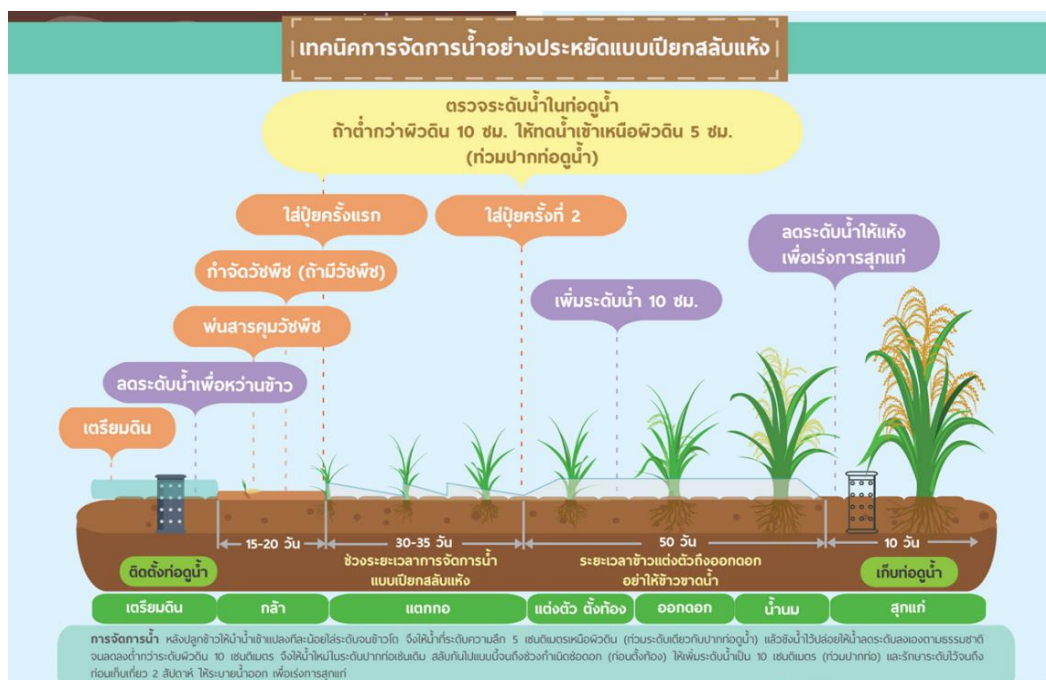 เทคนิคการจัดการน้ำอย่างประหยัดแบบเปียกสลับแห้ง
ตรวจระดับน้ำในท่อดูน้ำ
ถ้าต่ำกว่าผิวดิน 10 ซม. ให้ทดน้ำเข้าเหนือผิวดิน 5 ซม.
(ท่วมปากท่อดูน้ำ)
ใส่ปุ๋ยครั้งแรก
ใส่ปุ๋ยครั้งที่ 2
ลดระดับน้ำให้แห้ง
เพื่อเร่งการสุกแก่
กำจัดวัชพืช (ถ้ามีวัชพืช)
เพิ่มระดับน้ำ 10 ซม.
พ่นสารคุมวัชพืช
ลดระดับน้ำเพื่อหว่านข้าว
เตรียมดิน
15-20 วัน
30-35 วัน
50 วัน
10 วัน
ช่วงระยะเวลาการจัดการน้ำ
แบบเปียกสลับแห้ง
ระยะเวลาข้าวแต่งตัวถึงออกดอก
อย่าให้ข้าวขาดน้ำ
ติดตั้งท่อดูน้ำ
เก็บท่อดูน้ำ
เตรียมดิน
กล้า
แตกกอ
แต่งตัว ตั้งท้อง
ออกดอก
น้ำนม
สุกแก่
การจัดการน้ำ หลังปลูกข้าวให้นำน้ำเข้าแปลงทีละน้อยไล่ระดับจนข้าวโต จึงให้น้ำที่ระดับความลึก 5 เซนติเมตรเหนือผิวดิน (ท่วมระดับเดียวกับปากท่อดูน้ำ) แล้วขังน้ำไว้ปล่อยให้น้ำลดระดับลงเองตามธรรมชาติ
จนลดลงต่ำกว่าระดับผิวดิน 10 เซนติเมตร จึงให้น้ำใหม่ในระดับปากท่อเช่นเดิม สลับกันไปแบบนี้จนถึงช่วงกำเนิดช่อดอก (ก่อนตั้งท้อง) ให้เพิ่มระดับน้ำเป็น 10 เซนติเมตร (ท่วมปากท่อ) และรักษาระดับไว้จนถึง
ก่อนเก็บเกี่ยว 2 สัปดาห์ ให้ระบายน้ำออก เพื่อเร่งการสุกแก่